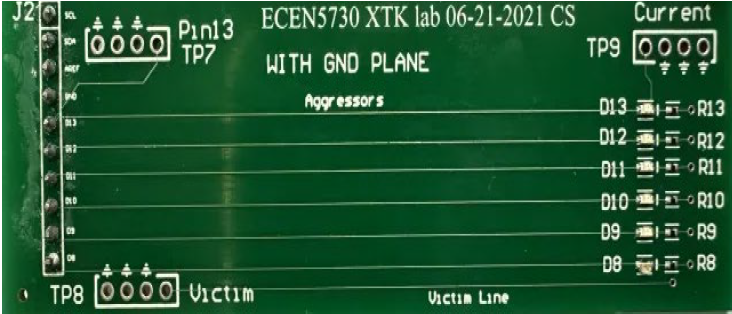 J2
SCL
SDA
AREF
GND
D13
D12
D11
D10
D9
D8
Pin13
TP7
ECEN5730 XTK lab 06-21-2021 CS
WITH GND PLANE
Aggressors
Current
TP9
D13 R13
D12 R12
D11 R11
D10 R10
D9 R9
D8 R8
TP8 Victim
Victim Line